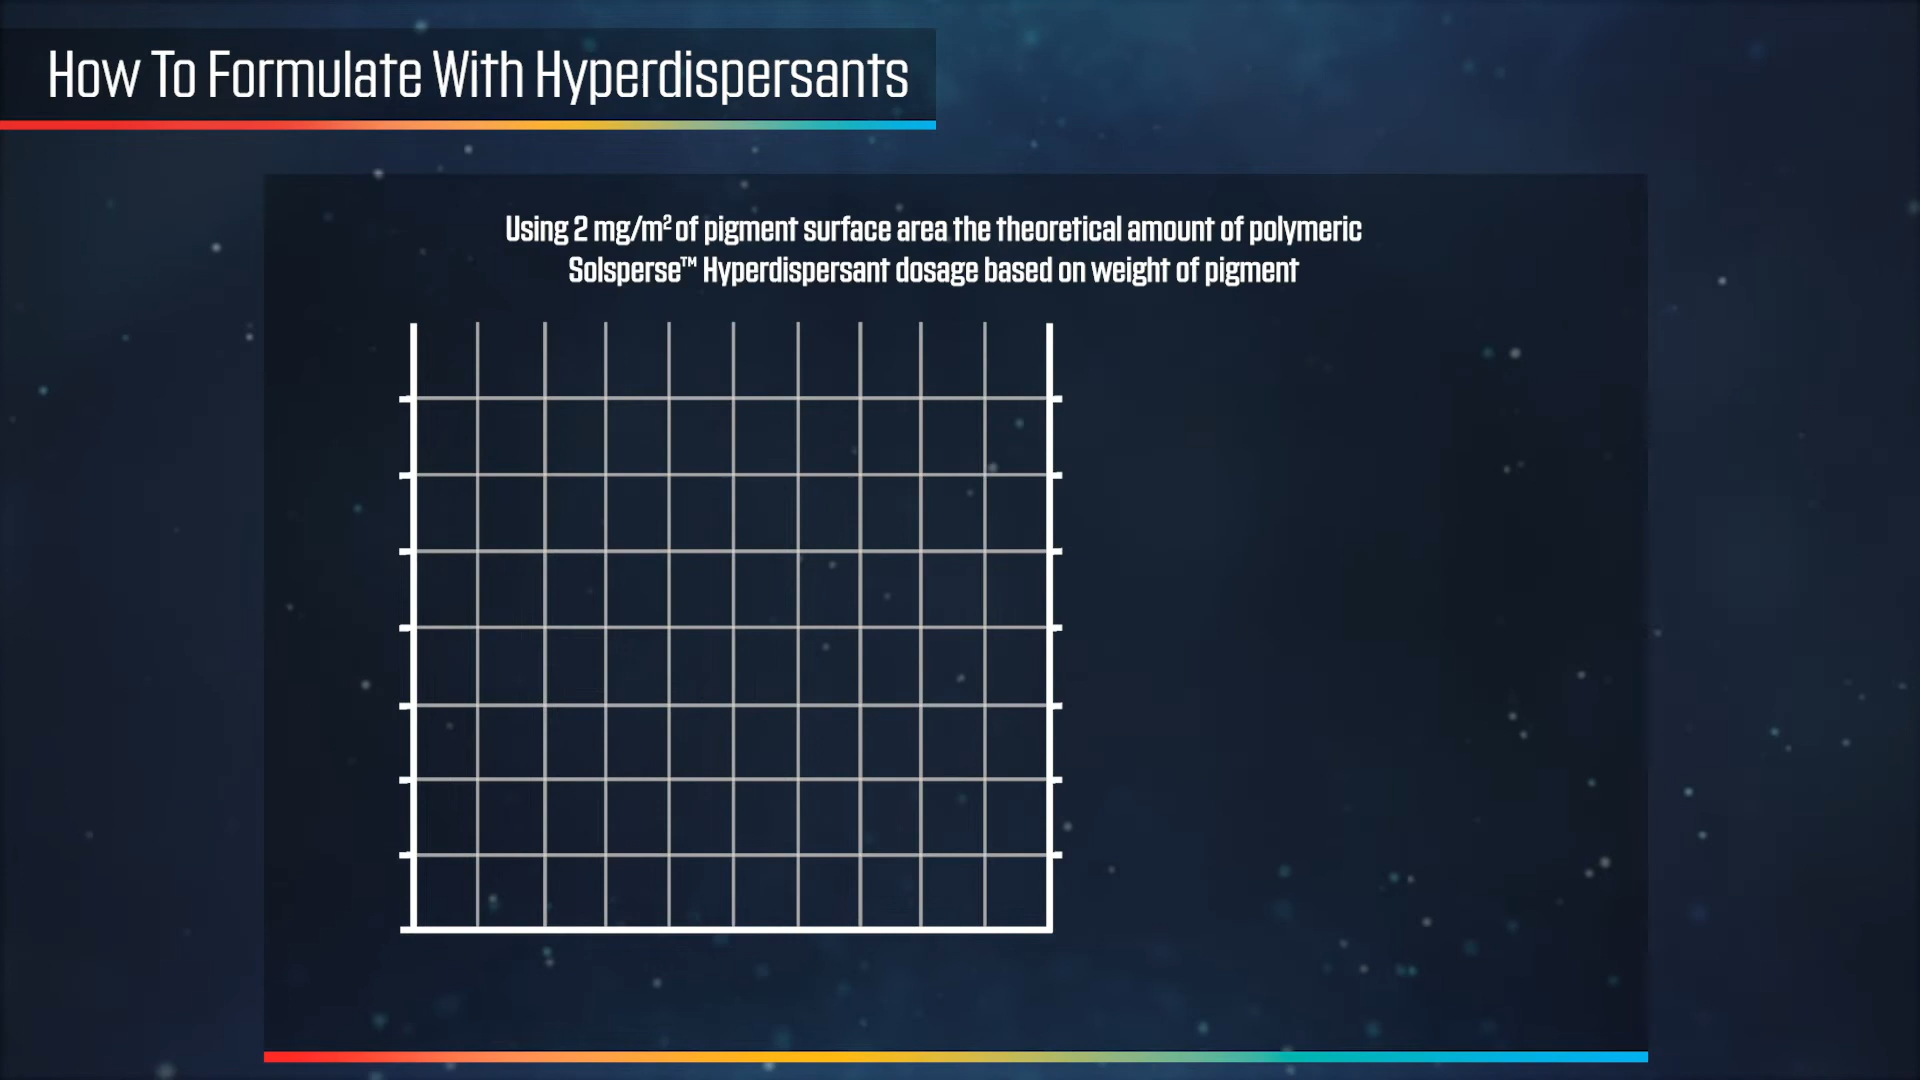 How To Formulate With Hyperdispersants
Using 2 mg/m² of pigment surface area the theoretical amount of polymeric
Solsperse™ Hyperdispersant dosage based on weight of pigment